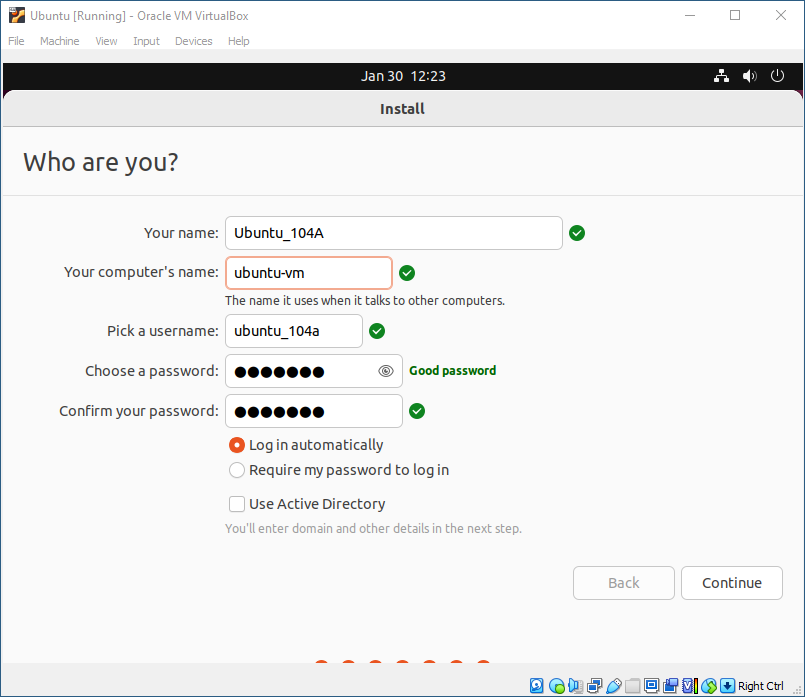 Ubuntu [Running] - Oracle VM VirtualBox
File Machine View Input Devices Help
Jan 30 12:23
Install
Who are you?
Your name: Ubuntu_104A
Your computer's name: ubuntu-vm
The name it uses when it talks to other computers.
Pick a username: ubuntu_104a
Choose a password: ●●●●●●● Good password
Confirm your password: ●●●●●●●
Log in automatically
Require my password to log in
Use Active Directory
You'll enter domain and other details in the next step.
Back Continue
Right Ctrl